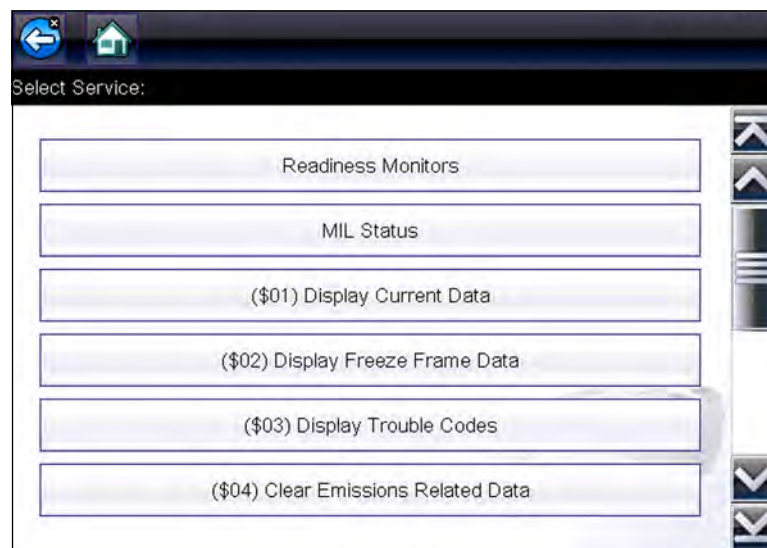 Select Service:
Readiness Monitors
MIL Status
($01) Display Current Data
($02) Display Freeze Frame Data
($03) Display Trouble Codes
($04) Clear Emissions Related Data